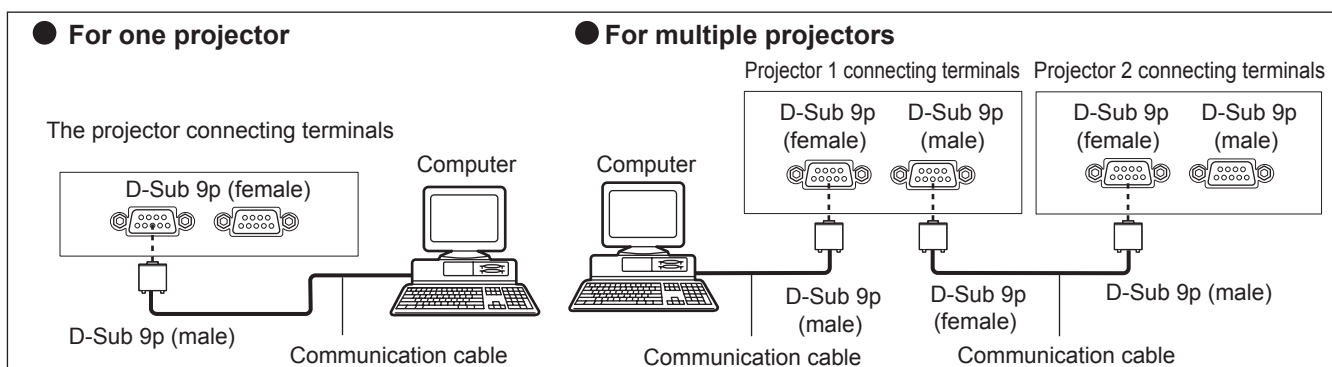 ● For one projector
The projector connecting terminals
D-Sub 9p (female)
Computer
D-Sub 9p (male)
Communication cable
● For multiple projectors
Projector 1 connecting terminals
Projector 2 connecting terminals
D-Sub 9p
(female)
D-Sub 9p
(male)
D-Sub 9p
(female)
D-Sub 9p
(male)
Computer
D-Sub 9p
(male)
D-Sub 9p
(female)
D-Sub 9p (male)
Communication cable
Communication cable